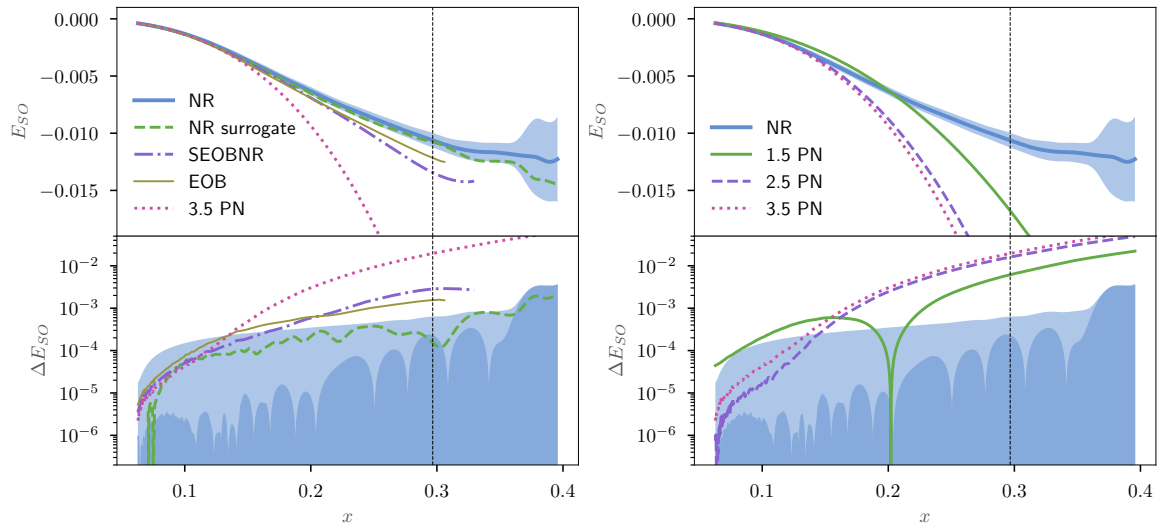 0.000
−0.005
−0.010
−0.015
E_SO
NR
NR surrogate
SEOBNR
EOB
3.5 PN
10^−2
10^−3
10^−4
10^−5
10^−6
ΔE_SO
0.1 0.2 0.3 0.4
x
0.000
−0.005
−0.010
−0.015
E_SO
NR
1.5 PN
2.5 PN
3.5 PN
10^−2
10^−3
10^−4
10^−5
10^−6
ΔE_SO
0.1 0.2 0.3 0.4
x